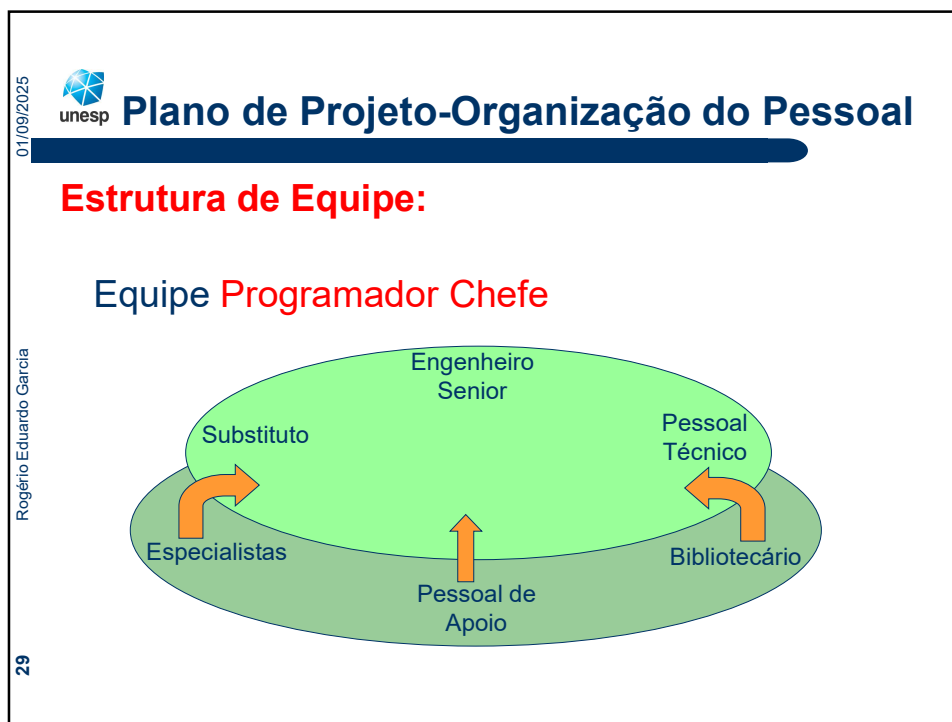 01/09/2025
unesp
Plano de Projeto-Organização do Pessoal
Estrutura de Equipe:
Equipe Programador Chefe
Engenheiro
Senior
Substituto
Pessoal
Técnico
Especialistas
Bibliotecário
Pessoal de
Apoio
Rogério Eduardo Garcia
29